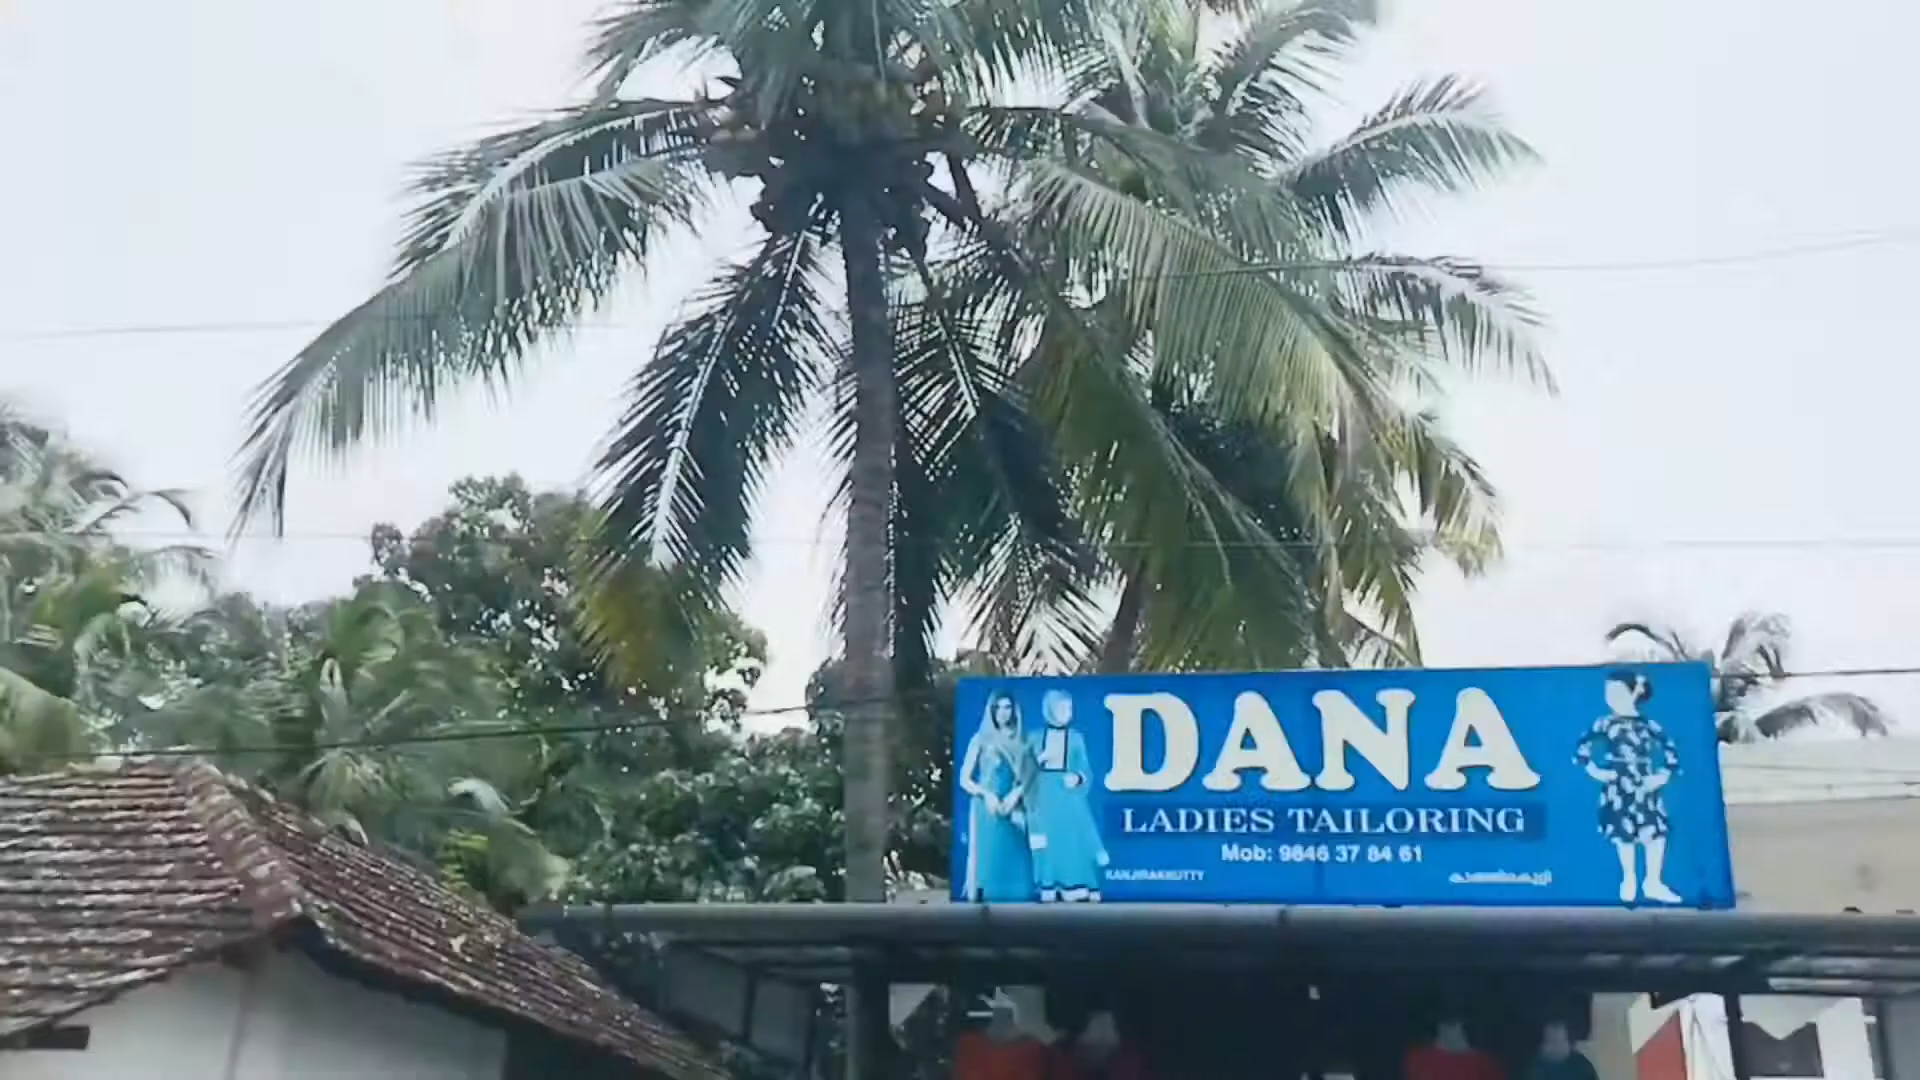 DANA
LADIES TAILORING
Mob: 9846 37 84 61
KANJIRAKKUTTY